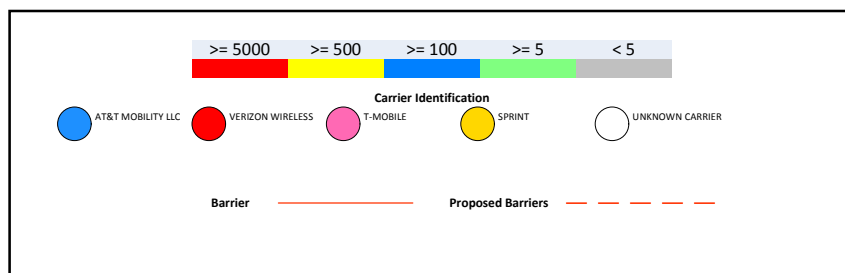 >= 5000 >= 500 >= 100 >= 5 < 5
Carrier Identification
AT&T MOBILITY LLC VERIZON WIRELESS T-MOBILE SPRINT UNKNOWN CARRIER
Barrier Proposed Barriers